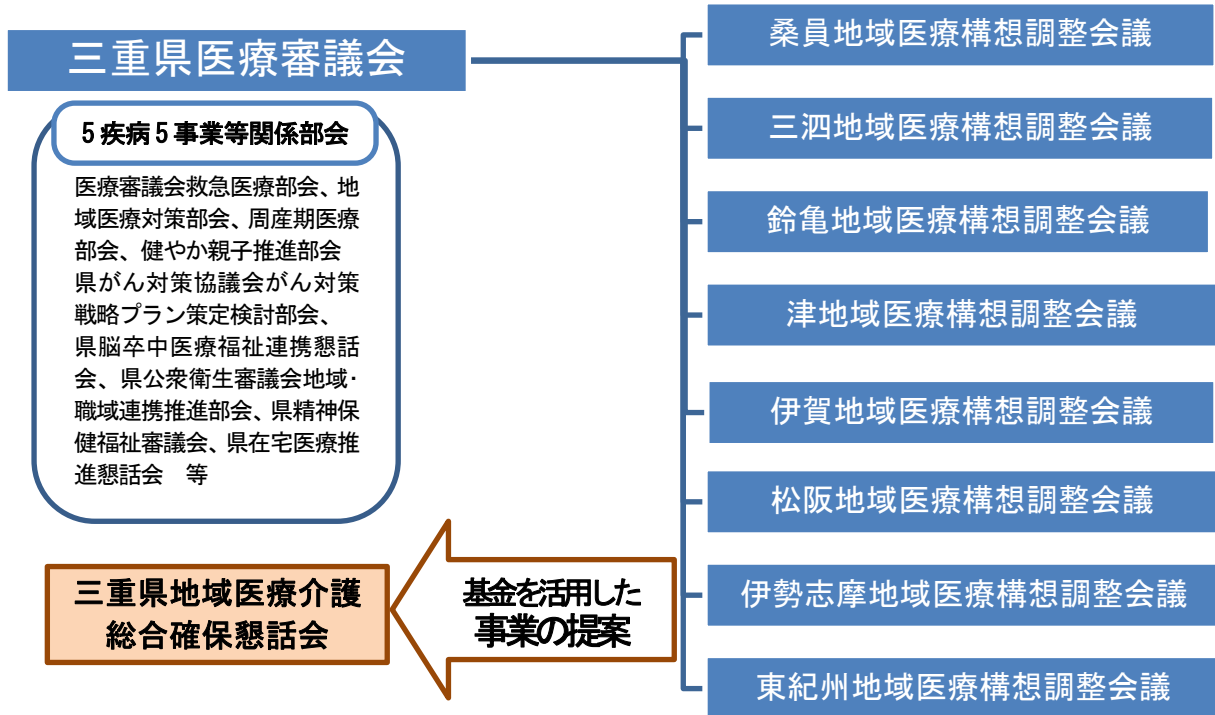 三重県医療審議会
5疾病5事業等関係部会
医療審議会救急医療部会、地
域医療対策部会、周産期医療
部会、健やか親子推進部会
県がん対策協議会がん対策
戦略プラン策定検討部会、
県脳卒中医療福祉連携懇話
会、県公衆衛生審議会地域・
職域連携推進部会、県精神保
健福祉審議会、県在宅医療推
進懇話会　等
三重県地域医療介護
総合確保懇話会
基金を活用した
事業の提案
桑員地域医療構想調整会議
三泗地域医療構想調整会議
鈴亀地域医療構想調整会議
津地域医療構想調整会議
伊賀地域医療構想調整会議
松阪地域医療構想調整会議
伊勢志摩地域医療構想調整会議
東紀州地域医療構想調整会議